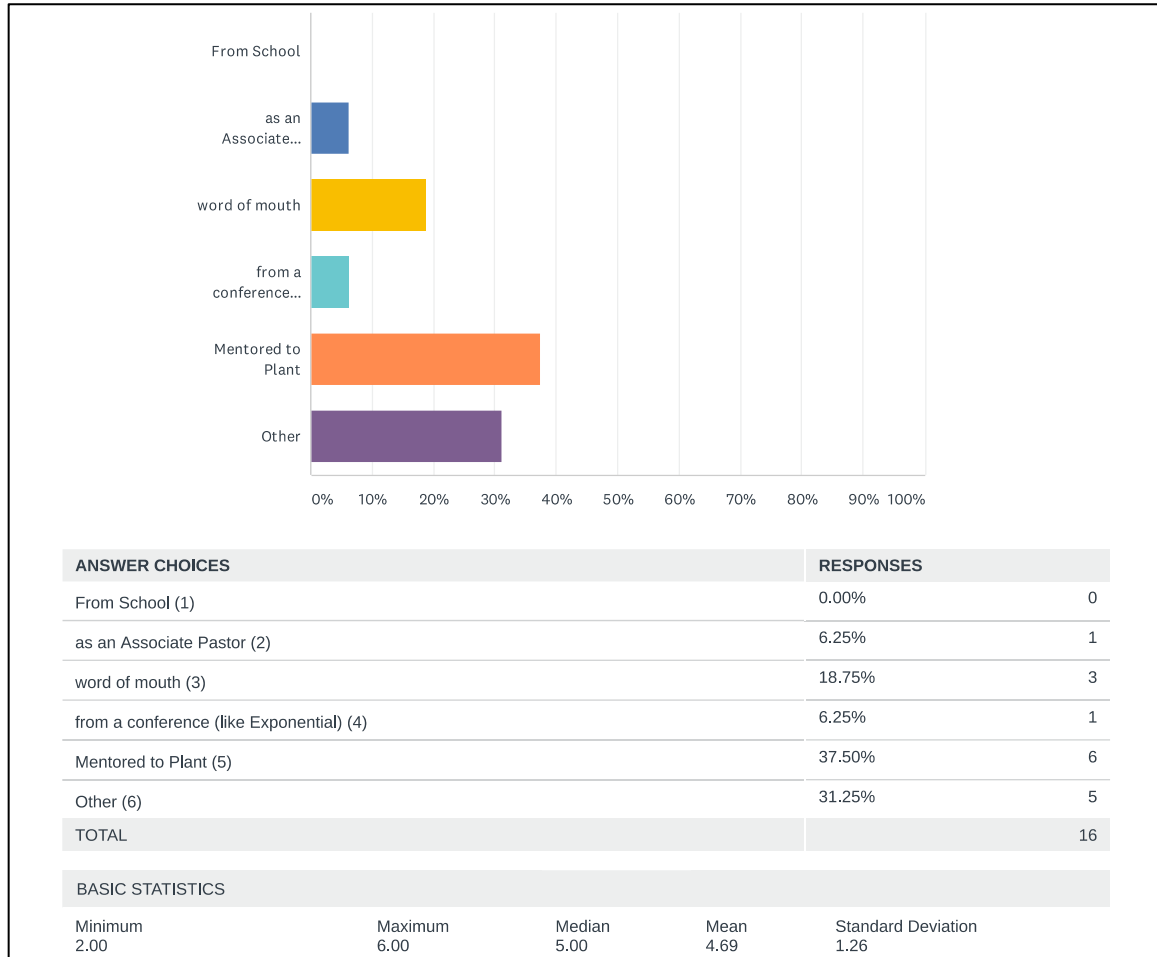 From School
as an
Associate...
word of mouth
from a
conference...
Mentored to
Plant
Other
0% 10% 20% 30% 40% 50% 60% 70% 80% 90% 100%
ANSWER CHOICES RESPONSES
From School (1) 0.00% 0
as an Associate Pastor (2) 6.25% 1
word of mouth (3) 18.75% 3
from a conference (like Exponential) (4) 6.25% 1
Mentored to Plant (5) 37.50% 6
Other (6) 31.25% 5
TOTAL 16
BASIC STATISTICS
Minimum Maximum Median Mean Standard Deviation
2.00 6.00 5.00 4.69 1.26